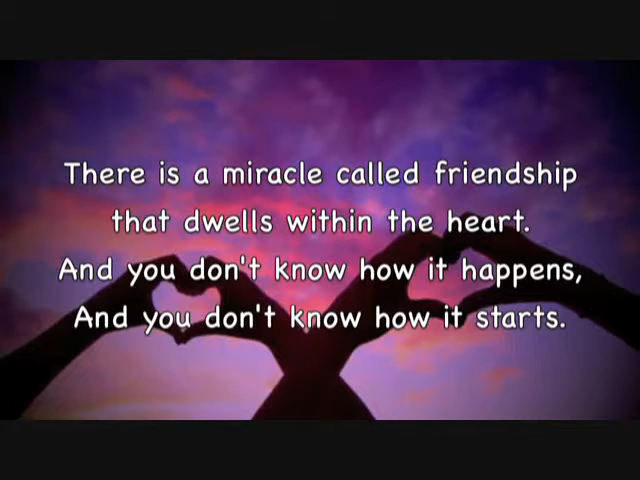 There is a miracle called friendship
that dwells within the heart.
And you don't know how it happens,
And you don't know how it starts.